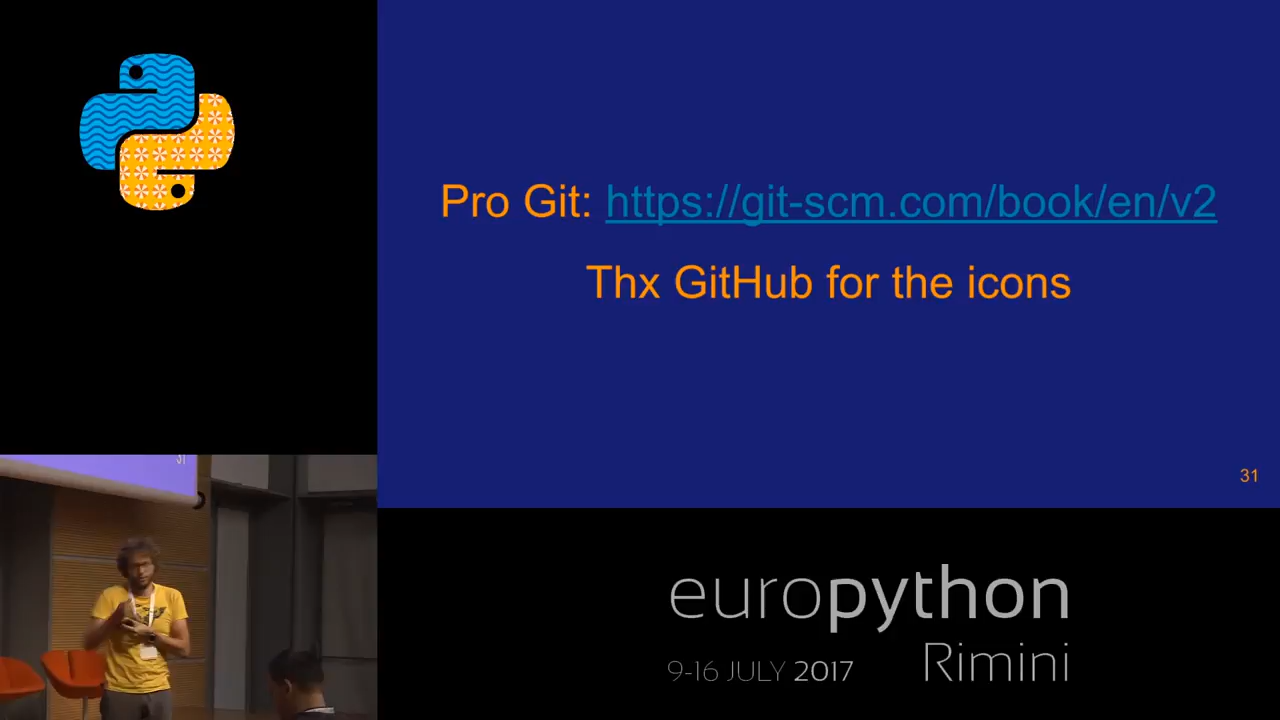 Pro Git: https://git-scm.com/book/en/v2
Thx GitHub for the icons
31
31
europython
9-16 JULY 2017 Rimini